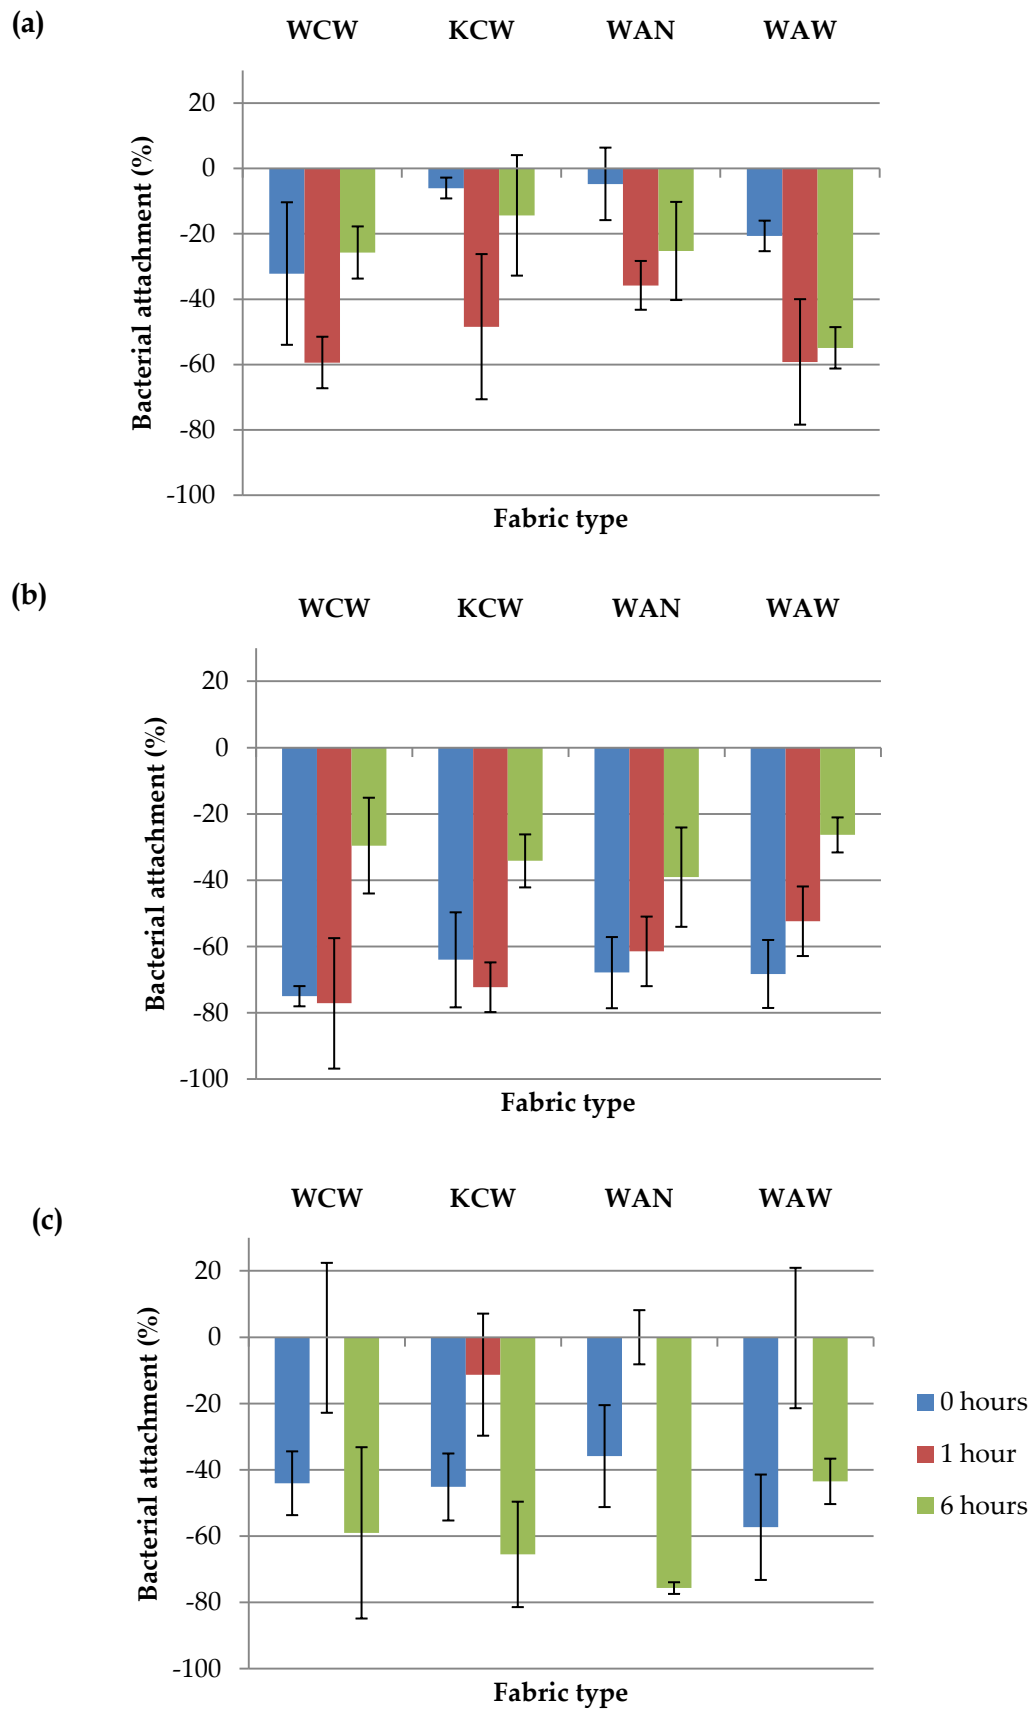 (a)
WCW KCW WAN WAW
20
0
-20
-40
-60
-80
-100
Bacterial attachment (%)
Fabric type
(b)
WCW KCW WAN WAW
20
0
-20
-40
-60
-80
-100
Bacterial attachment (%)
Fabric type
(c)
WCW KCW WAN WAW
20
0
-20
-40
-60
-80
-100
Bacterial attachment (%)
Fabric type
0 hours
1 hour
6 hours